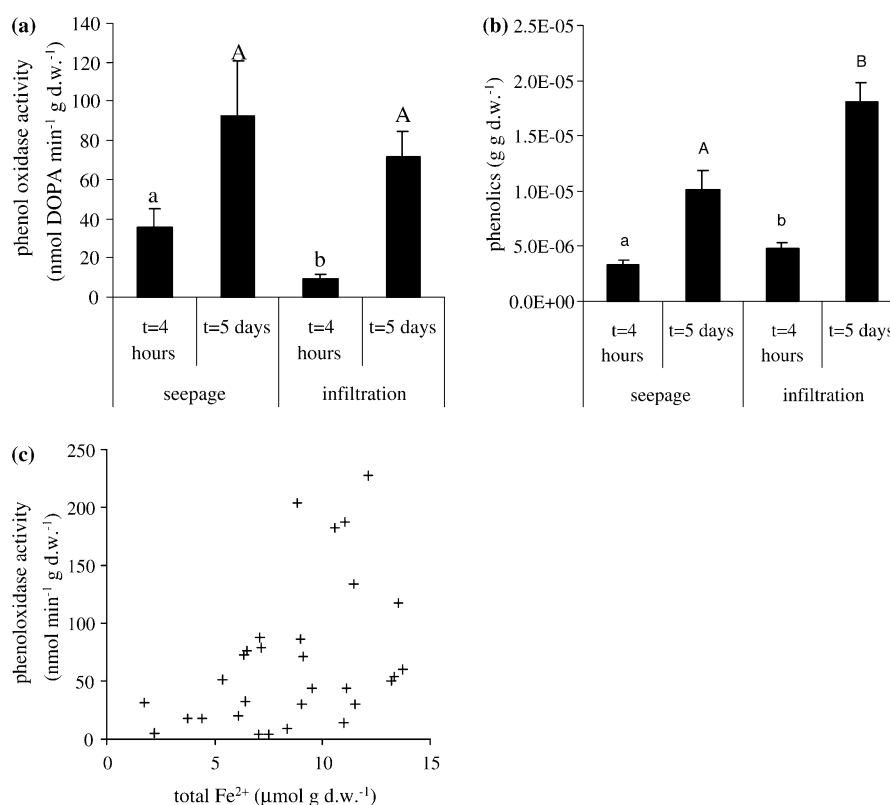 (a)
phenol oxidase activity
(nmol DOPA min⁻¹ g d.w.⁻¹)
140
120
100
80
60
40
20
0
a
A
b
A
t=4 hours
t=5 days
t=4 hours
t=5 days
seepage
infiltration
(b)
phenolics (g g d.w.⁻¹)
2.5E-05
2.0E-05
1.5E-05
1.0E-05
5.0E-06
0.0E+00
a
A
b
B
t=4 hours
t=5 days
t=4 hours
t=5 days
seepage
infiltration
(c)
phenoloxidase activity
(nmol min⁻¹ g d.w.⁻¹)
250
200
150
100
50
0
0
5
10
15
total Fe²⁺ (μmol g d.w.⁻¹)